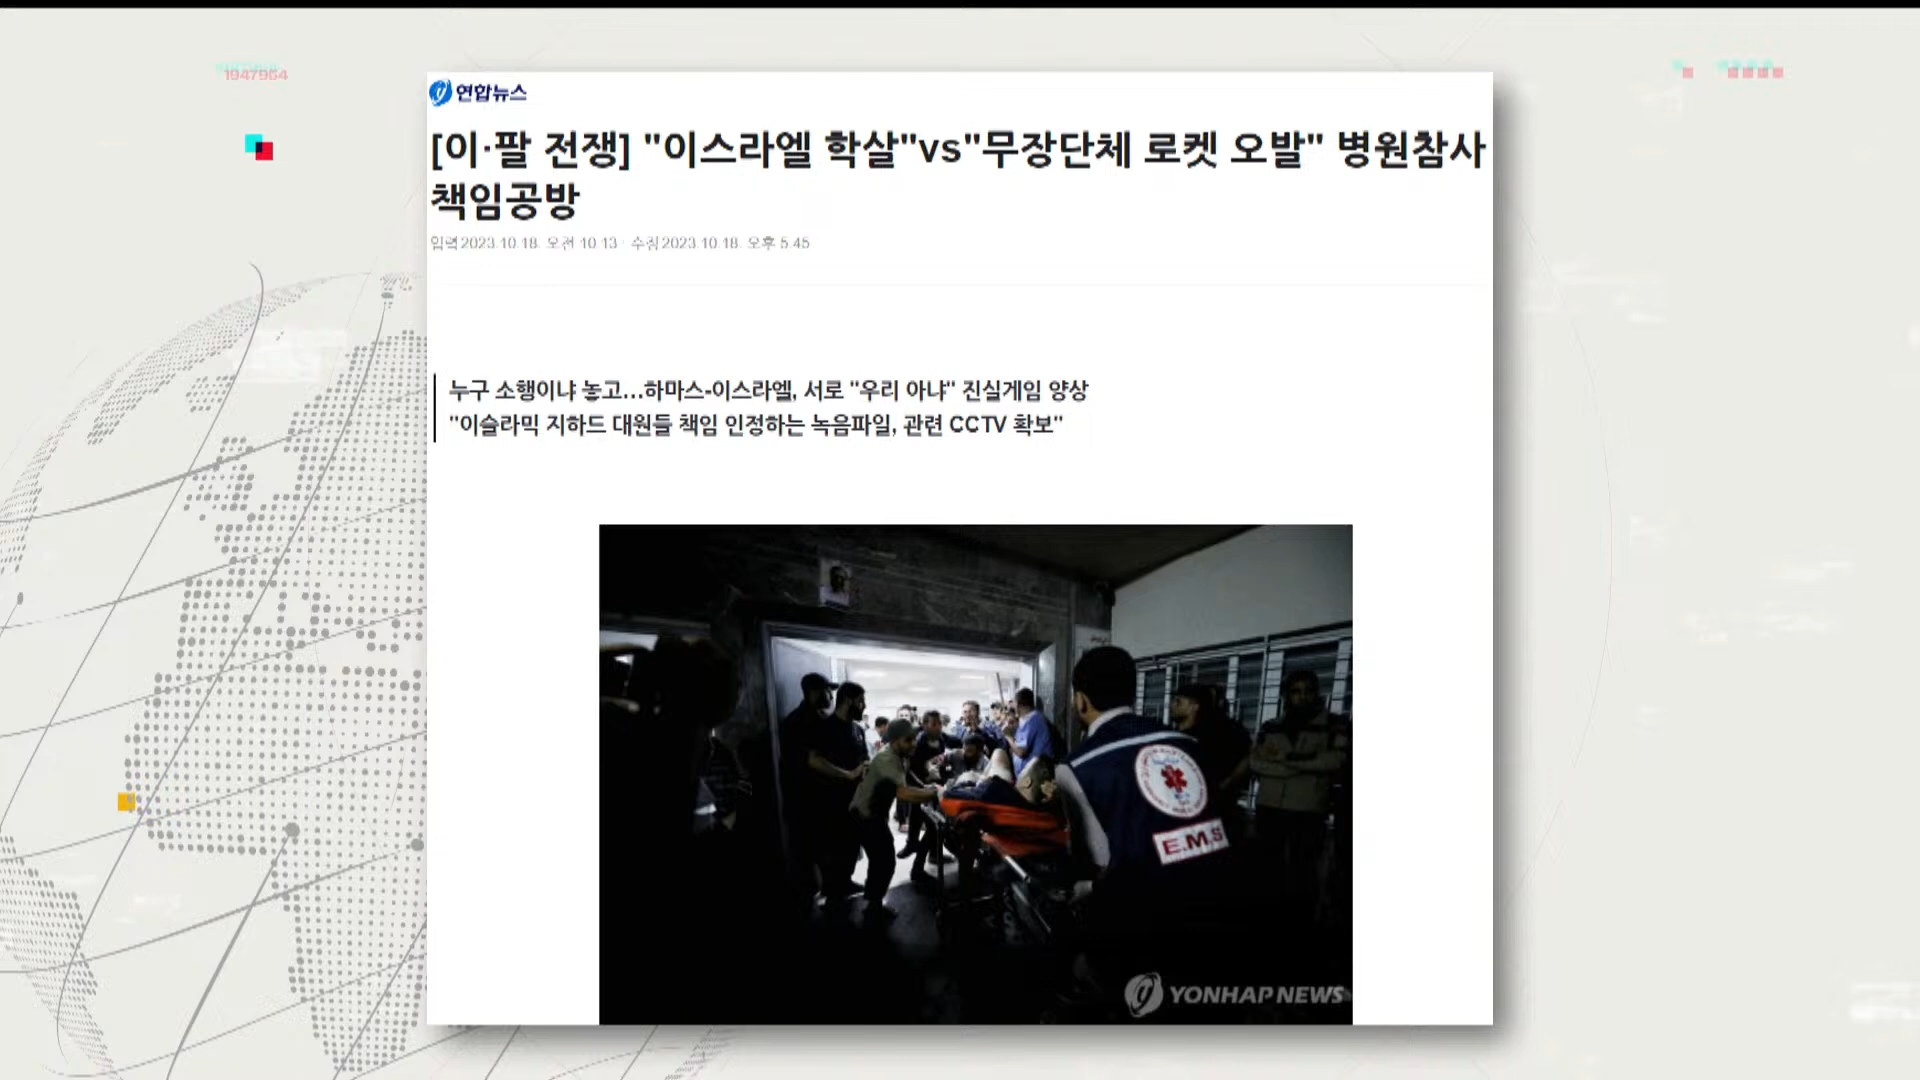 1947964
연합뉴스
[이·팔 전쟁] "이스라엘 학살"vs"무장단체 로켓 오발" 병원참사
책임공방
입력2023.10.18. 오전 10:13 · 수정2023.10.18. 오후 5:45
누구 소행이냐 놓고...하마스-이스라엘, 서로 "우리 아냐" 진실게임 양상
"이슬라믹 지하드 대원들 책임 인정하는 녹음파일, 관련 CCTV 확보"
E.M.S
YONHAP NEWS